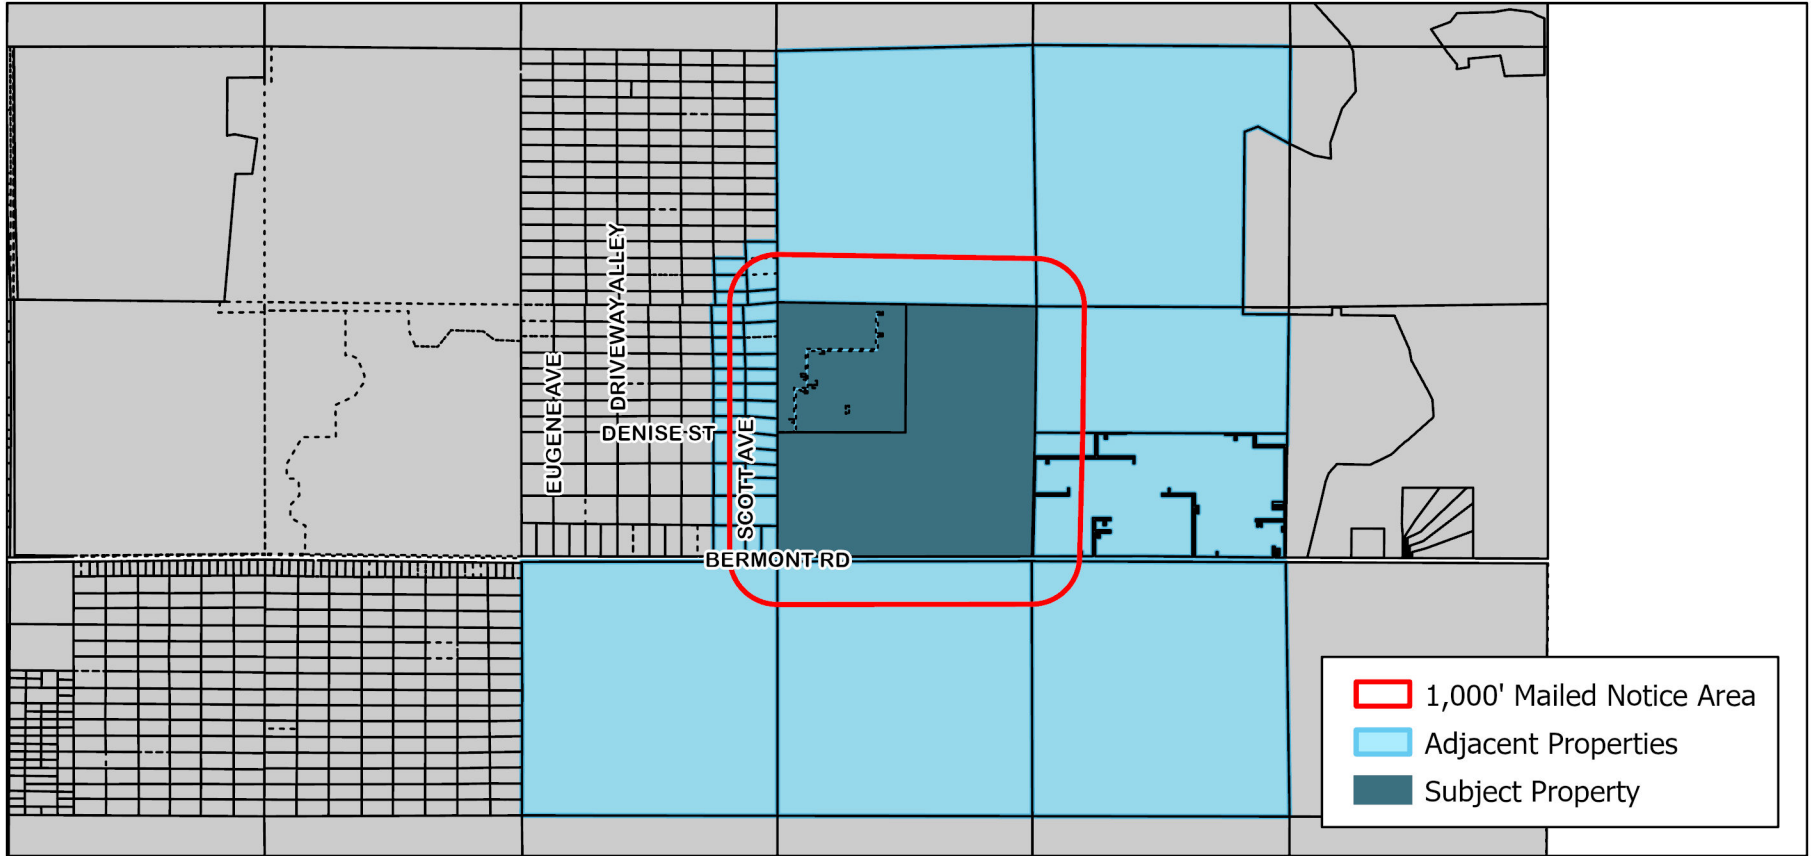 DRIVEWAY ALLEY
EUGENE AVE
DENISE ST
SCOTT AVE
BERMONT RD
1,000' Mailed Notice Area
Adjacent Properties
Subject Property